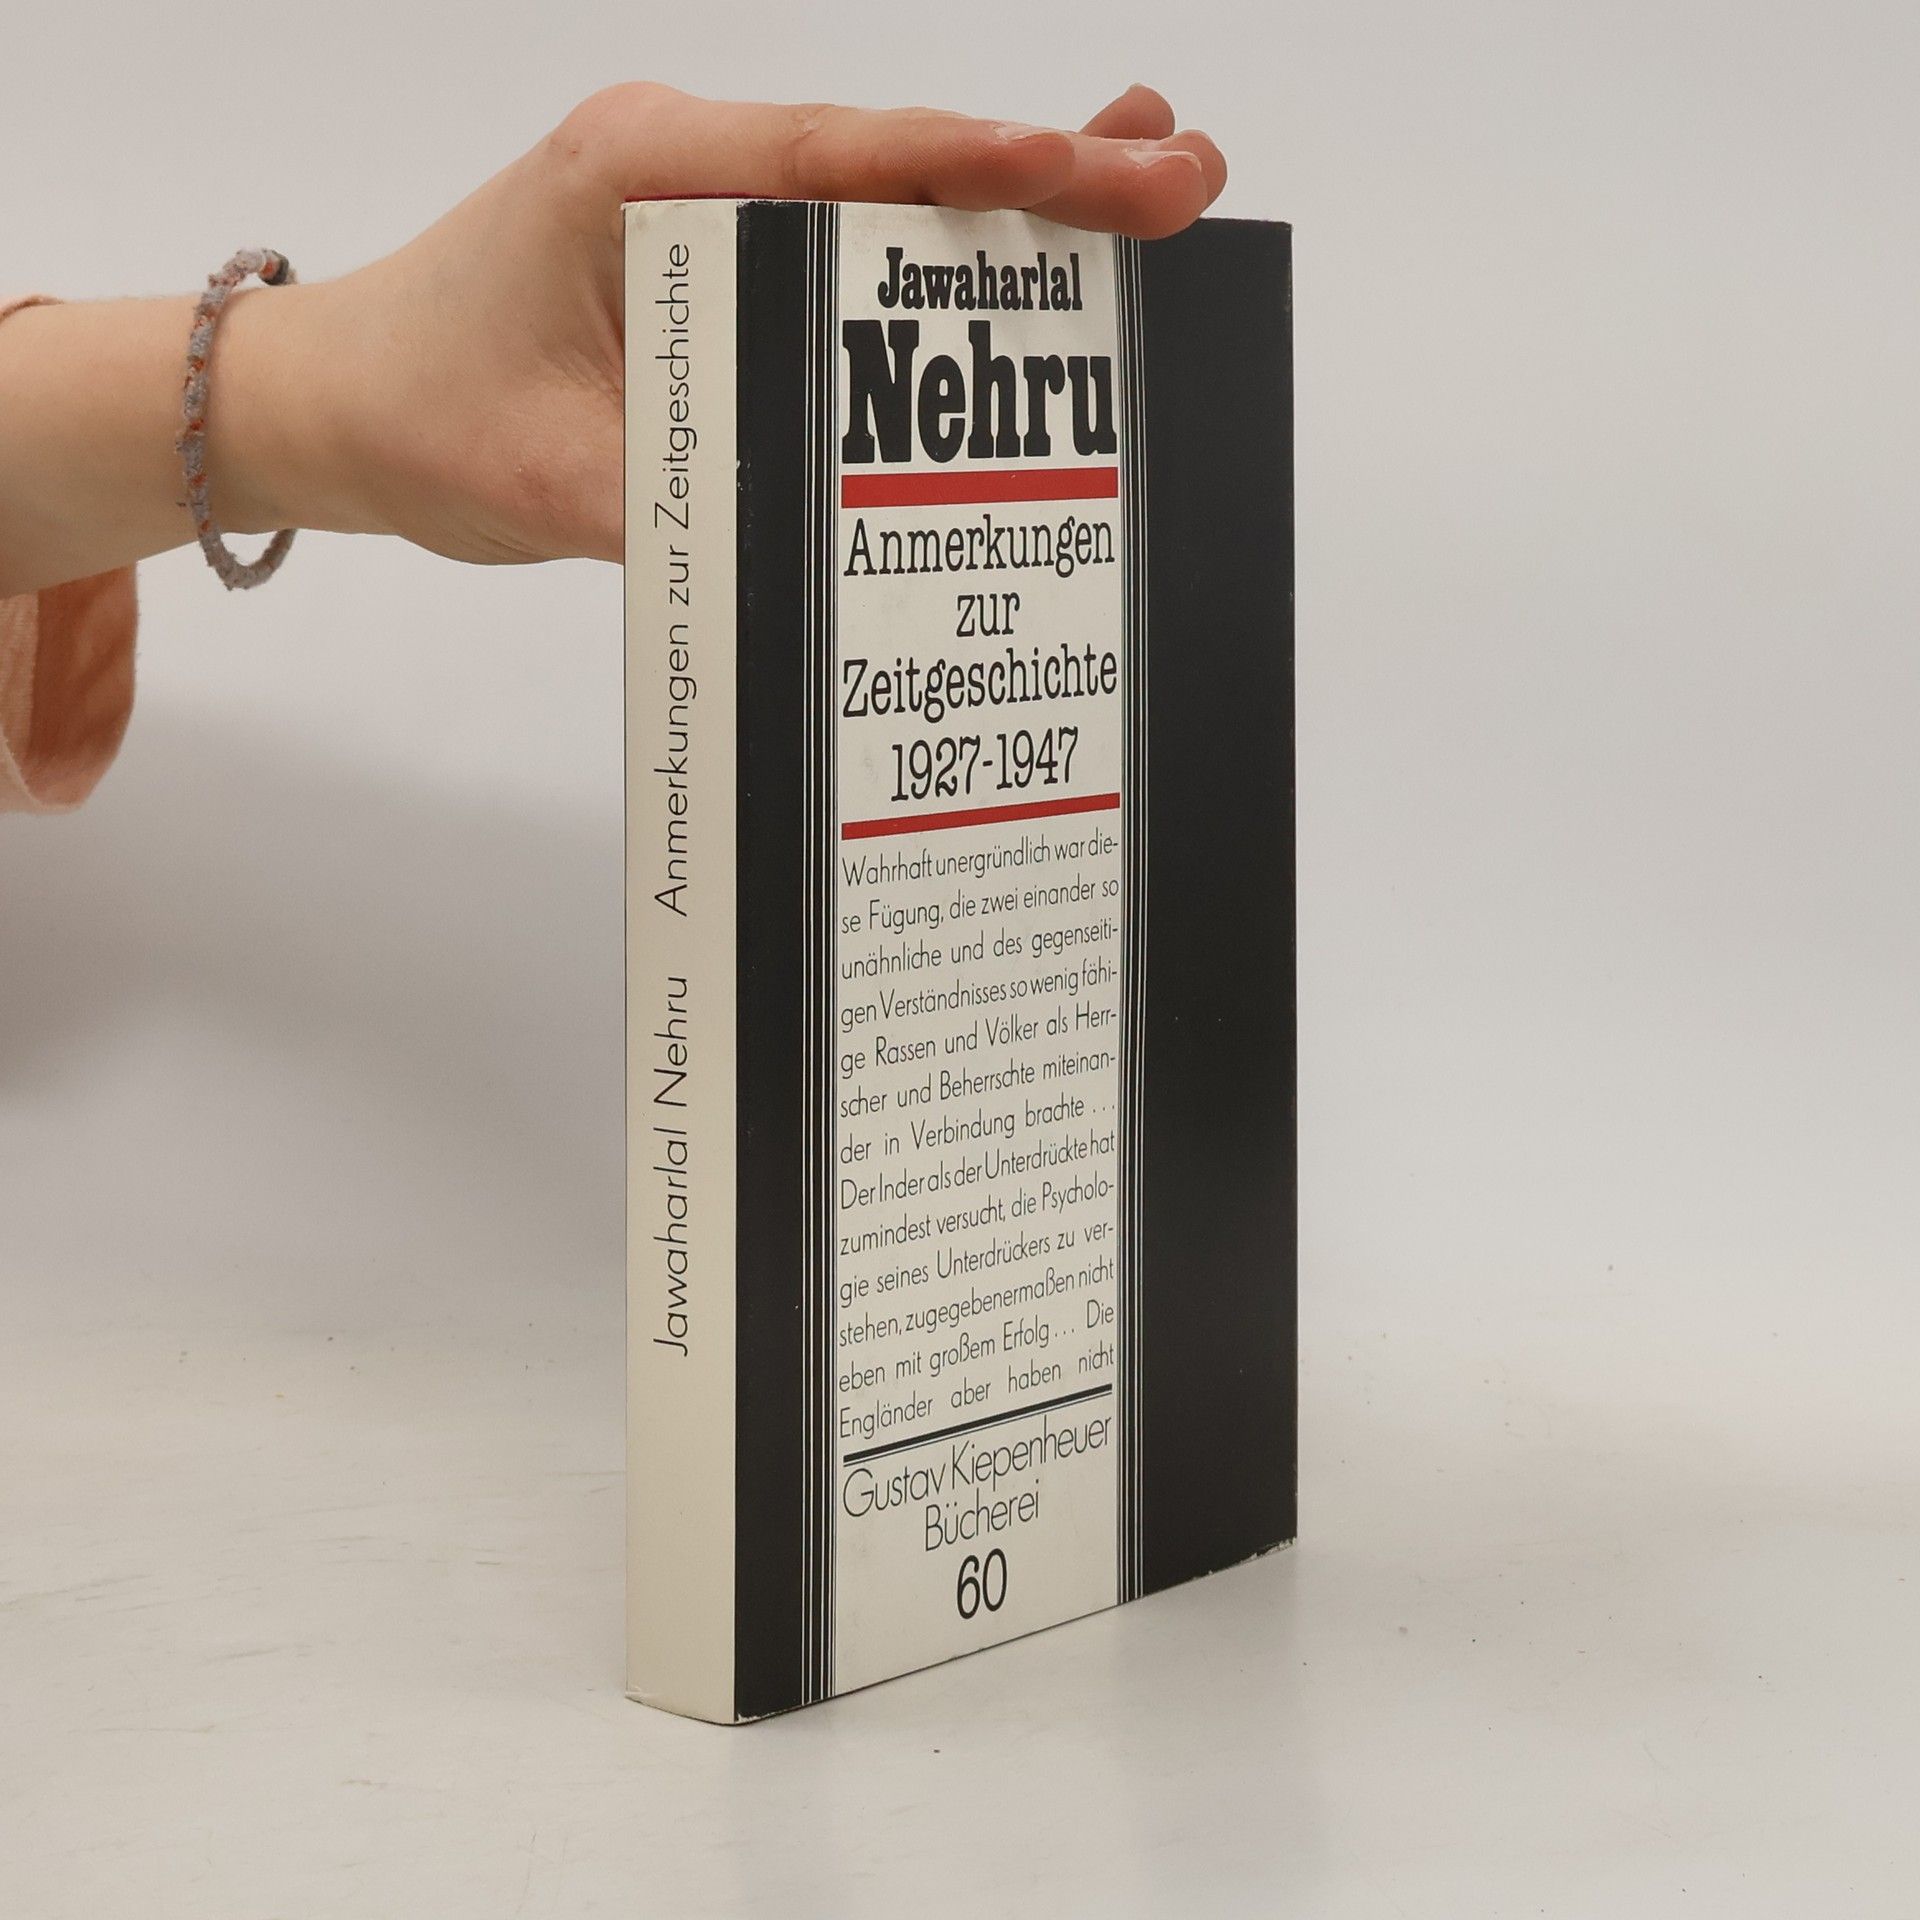 Jawaharlal Nehru Anmerkungen zur Zeitgeschichte
Jawaharlal
Nehru
Anmerkungen
zur
Zeitgeschichte
1927-1947
Wahrhaft unergründlich war die-
se Fügung, die zwei einander so
unähnliche und des gegenseiti-
gen Verständnisses so wenig fähi-
ge Rassen und Völker als Herr-
scher und Beherrschte miteinan-
der in Verbindung brachte ...
Der Inder als der Unterdrückte hat
zumindest versucht, die Psycholo-
gie seines Unterdrückers zu ver-
stehen, zugegebenermaßen nicht
eben mit großem Erfolg ... Die
Engländer aber haben nicht
Gustav Kiepenheuer
Bücherei
60